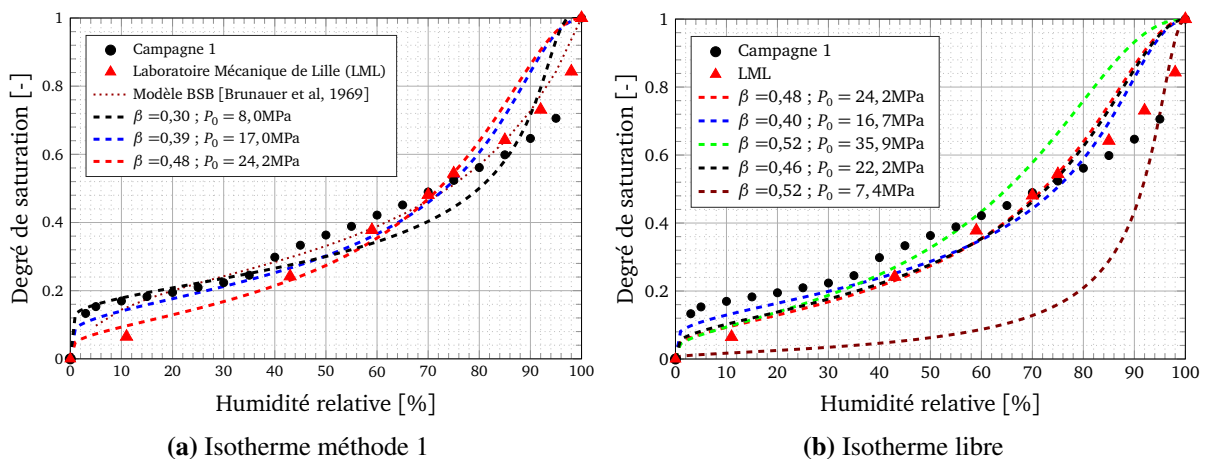 Degré de saturation [-]
1
0.8
0.6
0.4
0.2
0
Campagne 1
Laboratoire Mécanique de Lille (LML)
Modèle BSB [Brunauer et al, 1969]
β =0,30 ; P₀ = 8,0MPa
β =0,39 ; P₀ = 17,0MPa
β =0,48 ; P₀ = 24,2MPa
0 10 20 30 40 50 60 70 80 90 100
Humidité relative [%]
(a) Isotherme méthode 1
Degré de saturation [-]
1
0.8
0.6
0.4
0.2
0
Campagne 1
LML
β =0,48 ; P₀ = 24,2MPa
β =0,40 ; P₀ = 16,7MPa
β =0,52 ; P₀ = 35,9MPa
β =0,46 ; P₀ = 22,2MPa
β =0,52 ; P₀ = 7,4MPa
0 10 20 30 40 50 60 70 80 90 100
Humidité relative [%]
(b) Isotherme libre